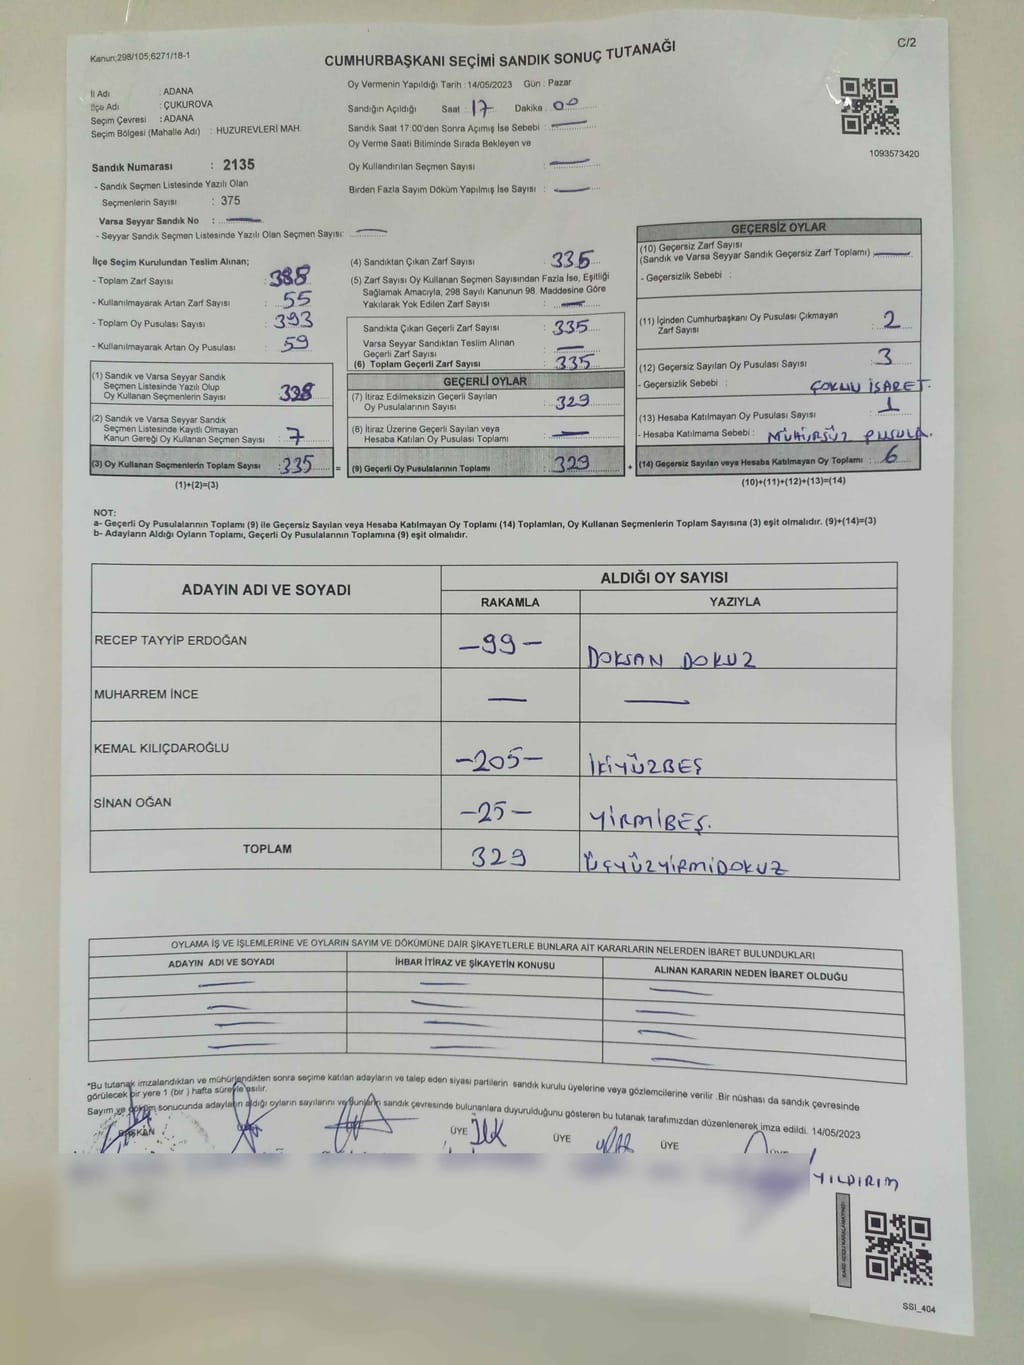 Kanun;298/105;6271/18-1
C/2
CUMHURBAŞKANI SEÇİMİ SANDIK SONUÇ TUTANAĞI
İl Adı : ADANA
İlçe Adı : ÇUKUROVA
Seçim Çevresi : ADANA
Seçim Bölgesi (Mahalle Adı) : HUZUREVLERİ MAH.
Sandık Numarası : 2135
- Sandık Seçmen Listesinde Yazılı Olan
Seçmenlerin Sayısı : 375
Varsa Seyyar Sandık No :
- Seyyar Sandık Seçmen Listesinde Yazılı Olan Seçmen Sayısı:
Oy Vermenin Yapıldığı Tarih : 14/05/2023 Gün : Pazar
Sandığın Açıldığı Saat : 17 Dakika : 00
Sandık Saat 17:00'den Sonra Açımış İse Sebebi :
Oy Verme Saati Bitiminde Sırada Bekleyen ve
Oy Kullandırılan Seçmen Sayısı :
Birden Fazla Sayım Döküm Yapılmış İse Sayısı :
1093573420
İlçe Seçim Kurulundan Teslim Alınan;
- Toplam Zarf Sayısı : 388
- Kullanılmayarak Artan Zarf Sayısı : 55
- Toplam Oy Pusulası Sayısı : 393
- Kullanılmayarak Artan Oy Pusulası : 59
(1) Sandık ve Varsa Seyyar Sandık
Seçmen Listesinde Yazılı Olup
Oy Kullanan Seçmenlerin Sayısı : 328
(2) Sandık ve Varsa Seyyar Sandık
Seçmen Listesinde Kayıtlı Olmayan
Kanun Gereği Oy Kullanan Seçmen Sayısı : 7
(3) Oy Kullanan Seçmenlerin Toplam Sayısı : 335 =
(1)+(2)=(3)
(4) Sandıktan Çıkan Zarf Sayısı : 335
(5) Zarf Sayısı Oy Kullanan Seçmen Sayısından Fazla İse, Eşitliği
Sağlamak Amacıyla, 298 Sayılı Kanunun 98. Maddesine Göre
Yakılarak Yok Edilen Zarf Sayısı :
Sandıkta Çıkan Geçerli Zarf Sayısı : 335
Varsa Seyyar Sandıktan Teslim Alınan
Geçerli Zarf Sayısı :
(6) Toplam Geçerli Zarf Sayısı : 335
GEÇERLİ OYLAR
(7) İtiraz Edilmeksizin Geçerli Sayılan
Oy Pusulalarının Sayısı : 329
(8) İtiraz Üzerine Geçerli Sayılan veya
Hesaba Katılan Oy Pusulası Toplamı :
(9) Geçerli Oy Pusulalarının Toplamı : 329 +
GEÇERSİZ OYLAR
(10) Geçersiz Zarf Sayısı
(Sandık ve Varsa Seyyar Sandık Geçersiz Zarf Toplamı) :
- Geçersizlik Sebebi :
(11) İçinden Cumhurbaşkanı Oy Pusulası Çıkmayan
Zarf Sayısı : 2
(12) Geçersiz Sayılan Oy Pusulası Sayısı : 3
- Geçersizlik Sebebi : ÇOKLU İŞARET.
(13) Hesaba Katılmayan Oy Pusulası Sayısı : 1
- Hesaba Katılmama Sebebi : MÜHÜRSÜZ PUSULA.
(14) Geçersiz Sayılan veya Hesaba Katılmayan Oy Toplamı : 6
(10)+(11)+(12)+(13)=(14)
NOT:
a- Geçerli Oy Pusulalarının Toplamı (9) ile Geçersiz Sayılan veya Hesaba Katılmayan Oy Toplamı (14) Toplamları, Oy Kullanan Seçmenlerin Toplam Sayısına (3) eşit olmalıdır. (9)+(14)=(3)
b- Adayların Aldığı Oyların Toplamı, Geçerli Oy Pusulalarının Toplamına (9) eşit olmalıdır.
ADAYIN ADI VE SOYADI
ALDIĞI OY SAYISI
RAKAMLA YAZIYLA
RECEP TAYYİP ERDOĞAN -99- DOKSAN DOKUZ
MUHARREM İNCE
KEMAL KILIÇDAROĞLU -205- İKİYÜZBEŞ
SİNAN OĞAN -25- YİRMİBEŞ.
TOPLAM 329 ÜÇYÜZYİRMİDOKUZ
OYLAMA İŞ VE İŞLEMLERİNE VE OYLARIN SAYIM VE DÖKÜMÜNE DAİR ŞİKAYETLERLE BUNLARA AİT KARARLARIN NELERDEN İBARET BULUNDUKLARI
ADAYIN ADI VE SOYADI İHBAR İTİRAZ VE ŞİKAYETİN KONUSU ALINAN KARARIN NEDEN İBARET OLDUĞU
*Bu tutanak imzalandıktan ve mühürlendikten sonra seçime katılan adayların ve talep eden siyasi partilerin sandık kurulu üyelerine veya gözlemcilerine verilir .Bir nüshası da sandık çevresinde
görülecek bir yere 1 (bir ) hafta süreyle asılır.
Sayım ve döküm sonucunda adayların aldığı oyların sayılarını ve bunların sandık çevresinde bulunanlara duyurulduğunu gösteren bu tutanak tarafımızdan düzenlenerek imza edildi. 14/05/2023
BAŞKAN ÜYE ÜYE ÜYE
YILDIRIM
SSI_404